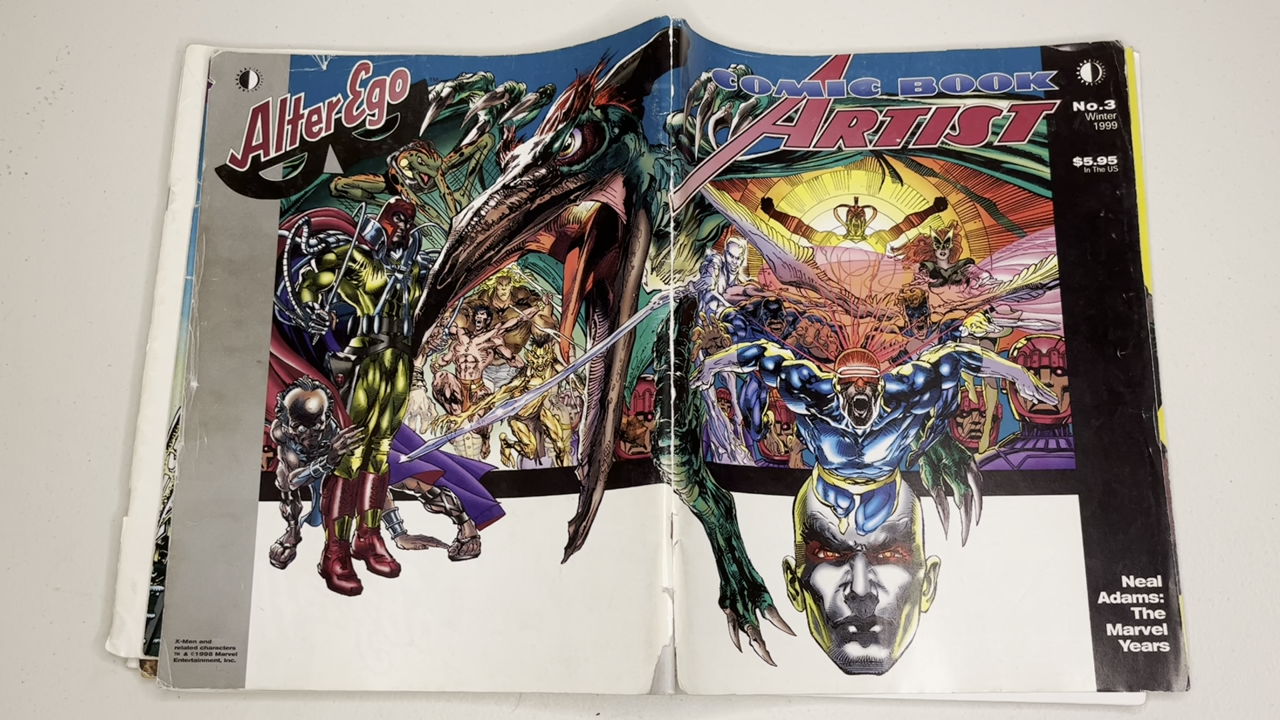 Alter Ego
X-Men and
related characters
™ & ©1998 Marvel
Entertainment, Inc.
COMIC BOOK
ARTIST
No.3
Winter
1999
$5.95
In The US
Neal
Adams:
The
Marvel
Years